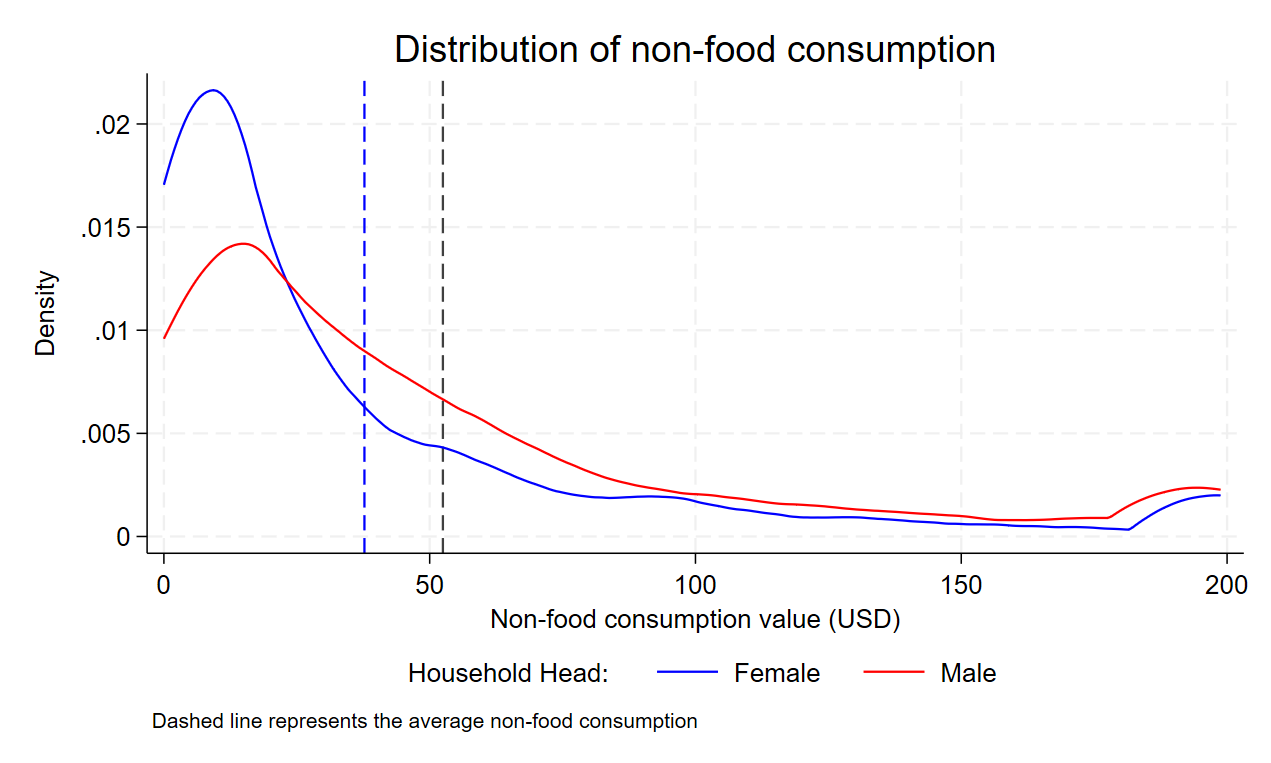 Distribution of non-food consumption
Density
.02
.015
.01
.005
0
0 50 100 150 200
Non-food consumption value (USD)
Household Head: Female Male
Dashed line represents the average non-food consumption